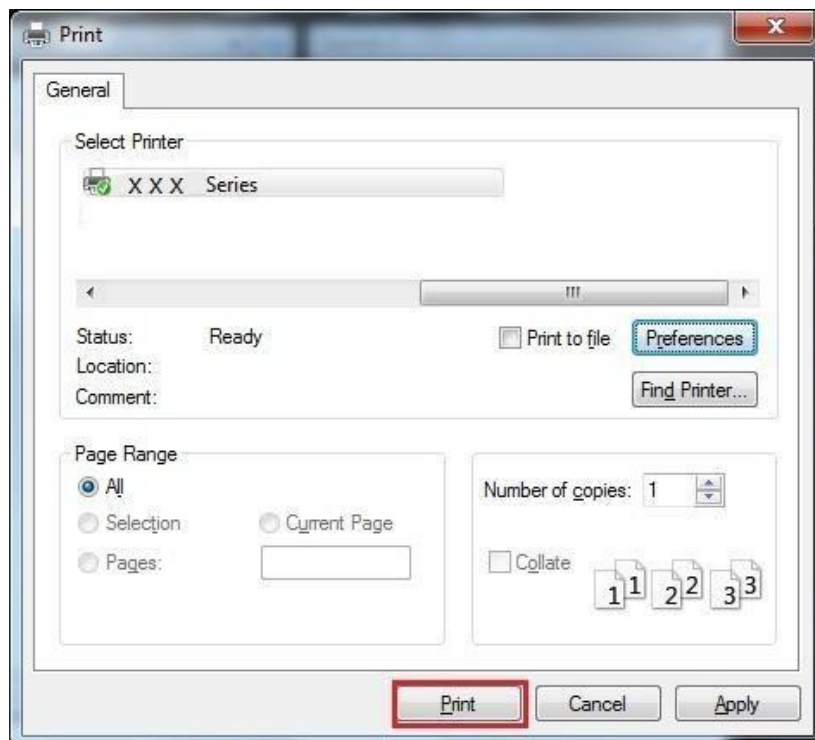 Print
General
Select Printer
X X X Series
Status: Ready
Print to file
Preferences
Location:
Comment:
Find Printer...
Page Range
All
Selection
Current Page
Pages:
Number of copies: 1
Collate
1 1 2 2 3 3
Print
Cancel
Apply